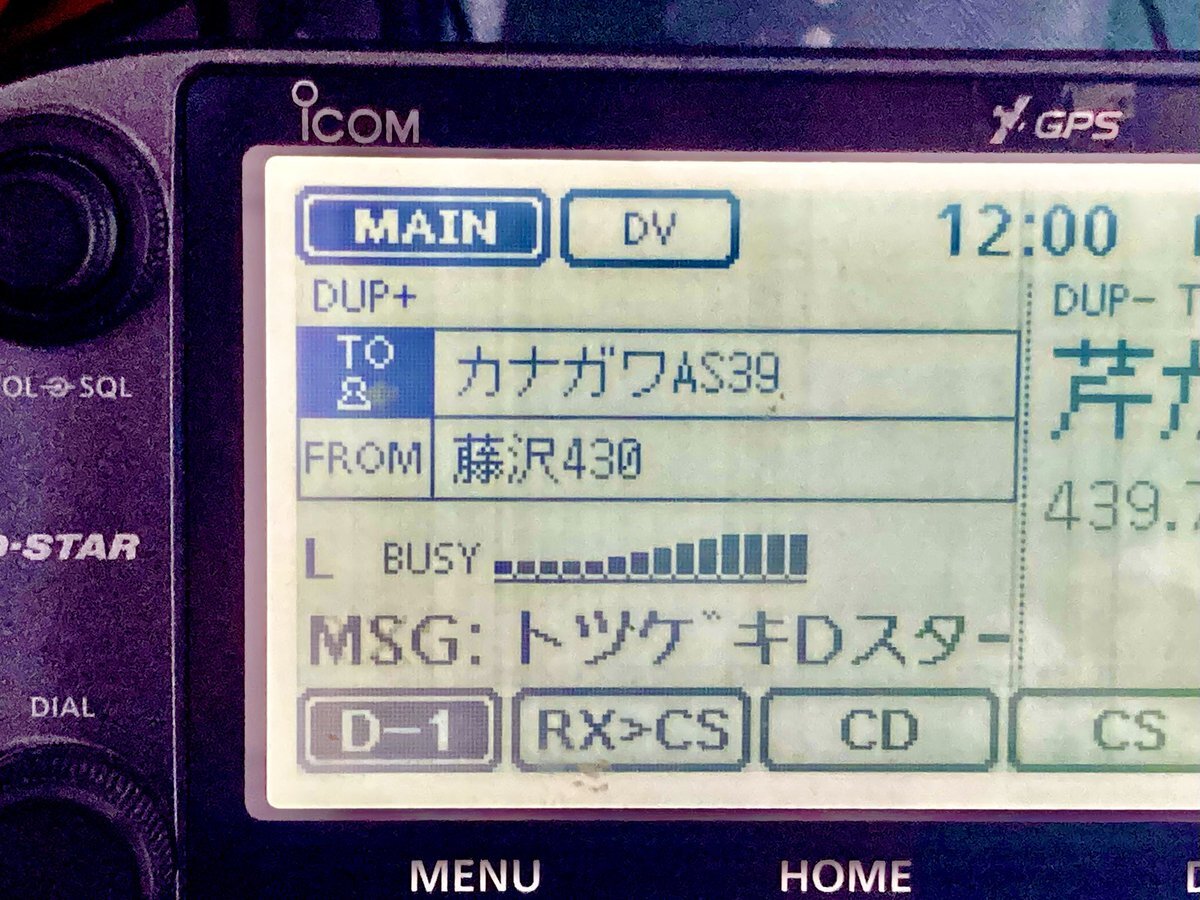 ICOM
GPS
MAIN DV 12:00
DUP+ DUP-
TO カナガワAS39
FROM 藤沢430
439.
L BUSY
MSG: トツゲキDスター
D-1 RX>CS CD CS
SQL
D-STAR
DIAL
MENU HOME